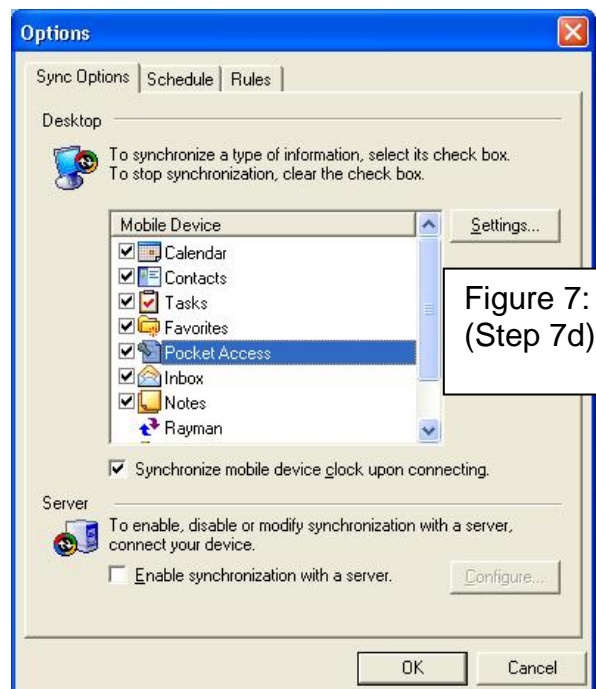 Options
Sync Options
Schedule
Rules
Desktop
To synchronize a type of information, select its check box.
To stop synchronization, clear the check box.
Mobile Device
Settings...
Calendar
Contacts
Tasks
Favorites
Pocket Access
Inbox
Notes
Rayman
Figure 7:
(Step 7d)
Synchronize mobile device clock upon connecting.
Server
To enable, disable or modify synchronization with a server,
connect your device.
Enable synchronization with a server.
Configure...
OK
Cancel